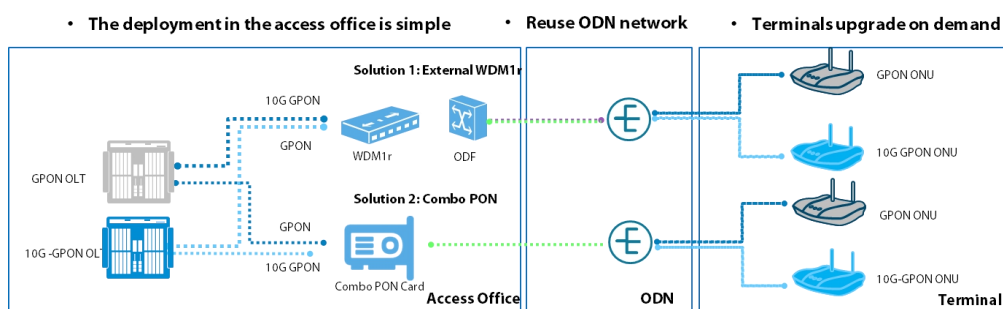 • The deployment in the access office is simple
• Reuse ODN network
• Terminals upgrade on demand
Solution 1: External WDM1r
10G GPON
GPON
WDM1r
ODF
GPON OLT
Solution 2: Combo PON
GPON
10G -GPON OLT
10G GPON
Combo PON Card
Access Office
ODN
GPON ONU
10G GPON ONU
GPON ONU
10G-GPON ONU
Terminal